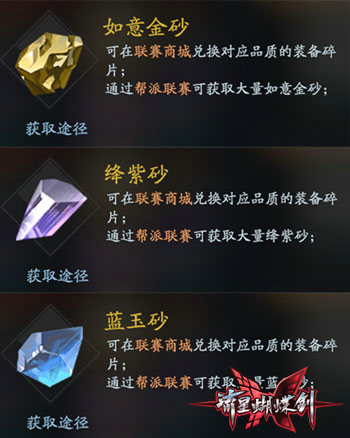 如意金砂
可在联赛商城兑换对应品质的装备碎
片；
通过帮派联赛可获取大量如意金砂；
获取途径
绛紫砂
可在联赛商城兑换对应品质的装备碎
片；
通过帮派联赛可获取大量绛紫砂；
获取途径
蓝玉砂
可在联赛商城兑换对应品质的装备碎
片；
通过帮派联赛可获取大量蓝
获取途径
流星蝴蝶剑